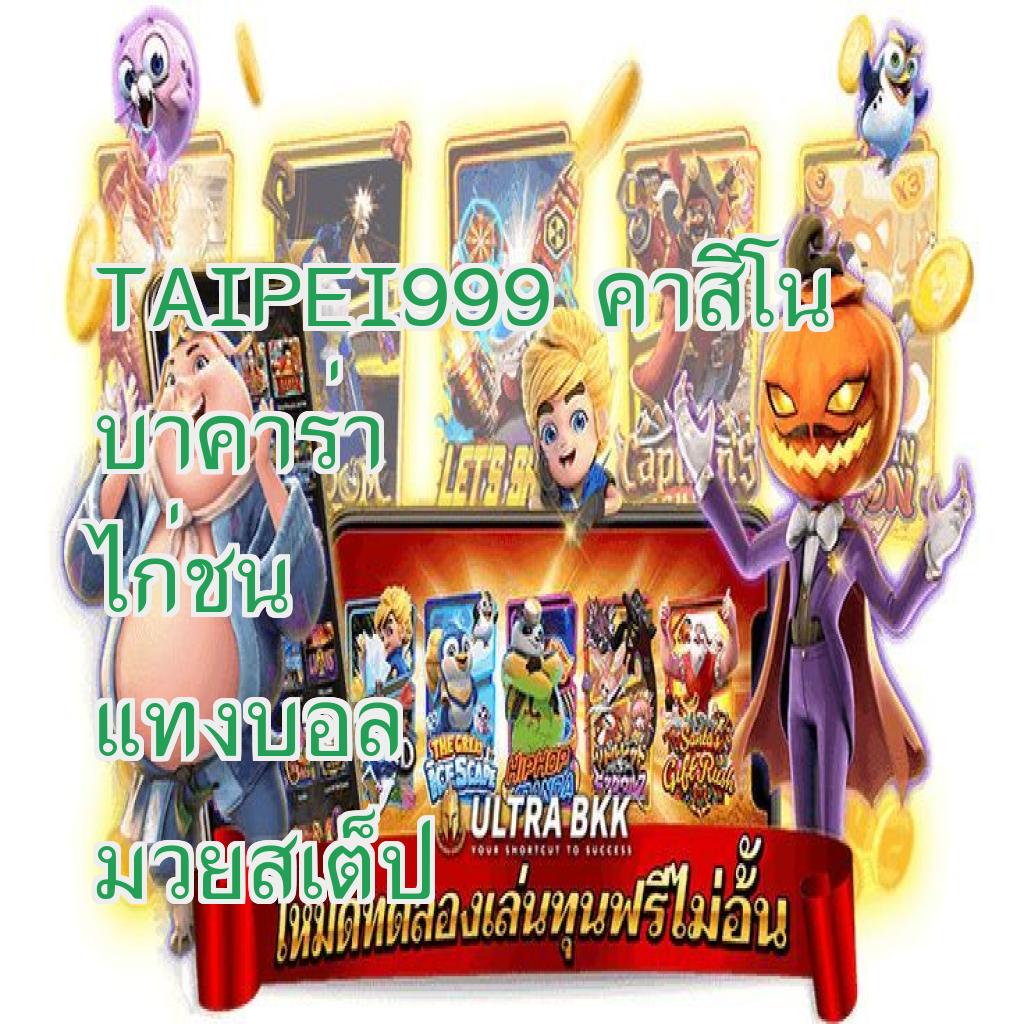 TAIPEI999 คาสิโน
บาคาร่า
ไก่ชน
แทงบอล
มวยสเต็ป
LET'S
Captain's
THE GREAT
ICESCAPE
HIPHOP
Santa's
Gift Rush
ULTRA BKK
YOUR SHORTCUT TO SUCCESS
โหมดทดลองเล่นทุนฟรีไม่อั้น